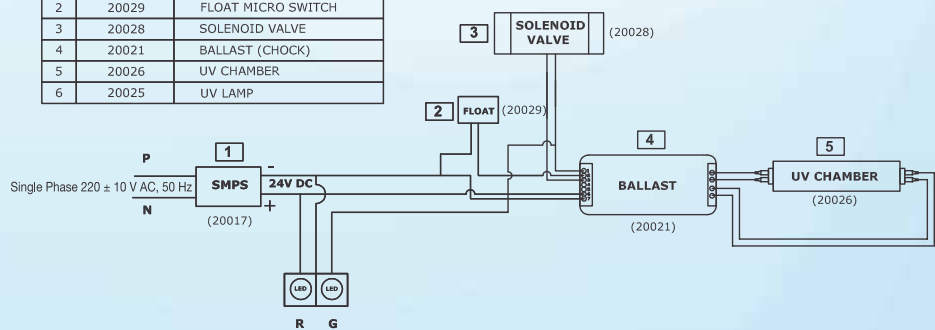 2 20029 FLOAT MICRO SWITCH
3 20028 SOLENOID VALVE
4 20021 BALLAST (CHOCK)
5 20026 UV CHAMBER
6 20025 UV LAMP
3
SOLENOID
VALVE
(20028)
2
FLOAT
(20029)
1
P
Single Phase 220 ± 10 V AC, 50 Hz
N
SMPS
(20017)
-
24V DC
+
4
BALLAST
(20021)
5
UV CHAMBER
(20026)
LED LED
R G